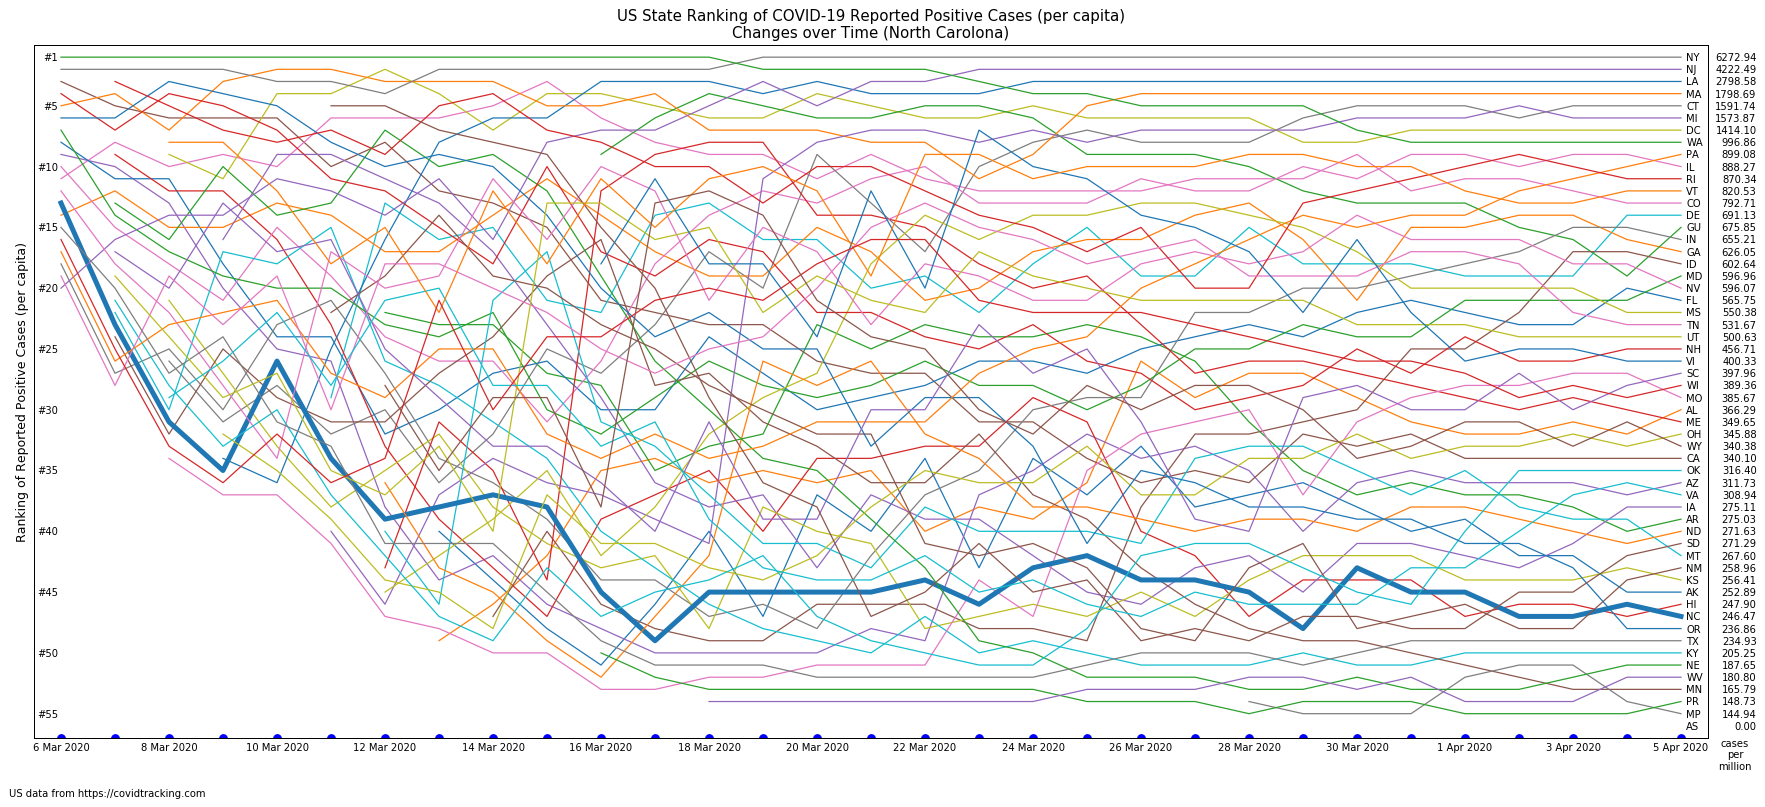 US State Ranking of COVID-19 Reported Positive Cases (per capita)
Changes over Time (North Carolona)
Ranking of Reported Positive Cases (per capita)
#1
#5
#10
#15
#20
#25
#30
#35
#40
#45
#50
#55
NY 6272.94
NJ 4222.49
LA 2798.58
MA 1798.69
CT 1591.74
MI 1573.87
DC 1414.10
WA 996.86
PA 899.08
IL 888.27
RI 870.34
VT 820.53
CO 792.71
DE 691.13
GU 675.85
IN 655.21
GA 626.05
ID 602.64
MD 596.96
NV 596.07
FL 565.75
MS 550.38
TN 531.67
UT 500.63
NH 456.71
VI 400.33
SC 397.96
WI 389.36
MO 385.67
AL 366.29
ME 349.65
OH 345.88
WY 340.38
CA 340.10
OK 316.40
AZ 311.73
VA 308.94
IA 275.11
AR 275.03
ND 271.63
SD 271.29
MT 267.60
NM 258.96
KS 256.41
AK 252.89
HI 247.90
NC 246.47
OR 236.86
TX 234.93
KY 205.25
NE 187.65
WV 180.80
MN 165.79
PR 148.73
MP 144.94
AS 0.00
6 Mar 2020 8 Mar 2020 10 Mar 2020 12 Mar 2020 14 Mar 2020 16 Mar 2020 18 Mar 2020 20 Mar 2020 22 Mar 2020 24 Mar 2020 26 Mar 2020 28 Mar 2020 30 Mar 2020 1 Apr 2020 3 Apr 2020 5 Apr 2020
cases
per
million
US data from https://covidtracking.com